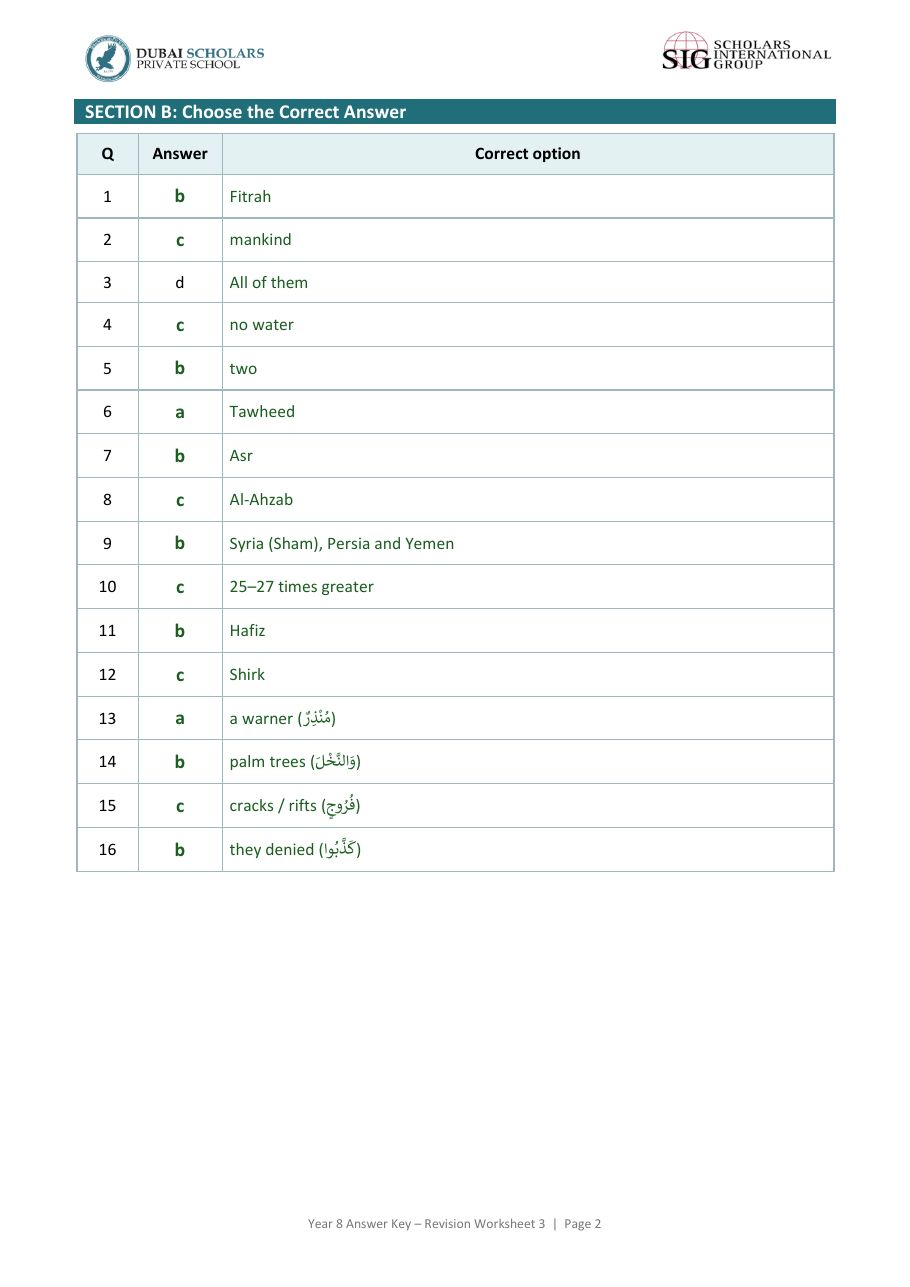 DUBAI SCHOLARS
PRIVATE SCHOOL
SIG SCHOLARS
INTERNATIONAL
GROUP
SECTION B: Choose the Correct Answer
Q Answer Correct option
1 b Fitrah
2 c mankind
3 d All of them
4 c no water
5 b two
6 a Tawheed
7 b Asr
8 c Al-Ahzab
9 b Syria (Sham), Persia and Yemen
10 c 25–27 times greater
11 b Hafiz
12 c Shirk
13 a a warner (مُنْذِرٌ)
14 b palm trees (وَالنَّخْلَ)
15 c cracks / rifts (فُرُوجٍ)
16 b they denied (كَذَّبُوا)
Year 8 Answer Key – Revision Worksheet 3 | Page 2